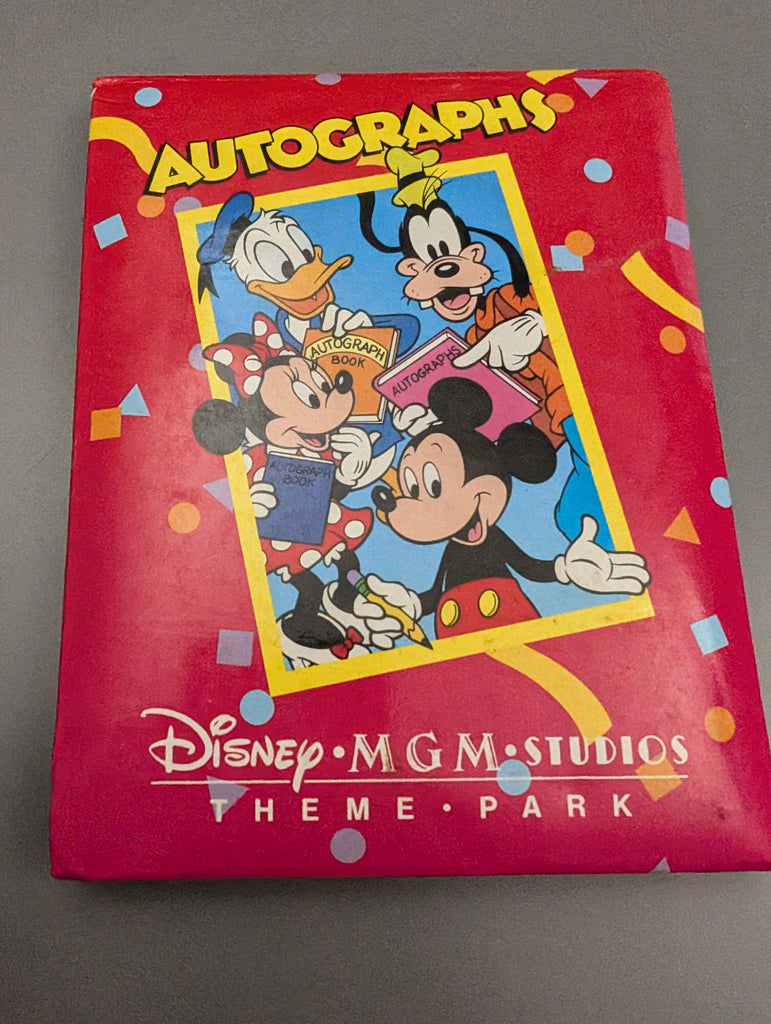 AUTOGRAPHS
AUTOGRAPH
BOOK
AUTOGRAPHS
AUTOGRAPH
BOOK
DISNEY • MGM • STUDIOS
THEME • PARK